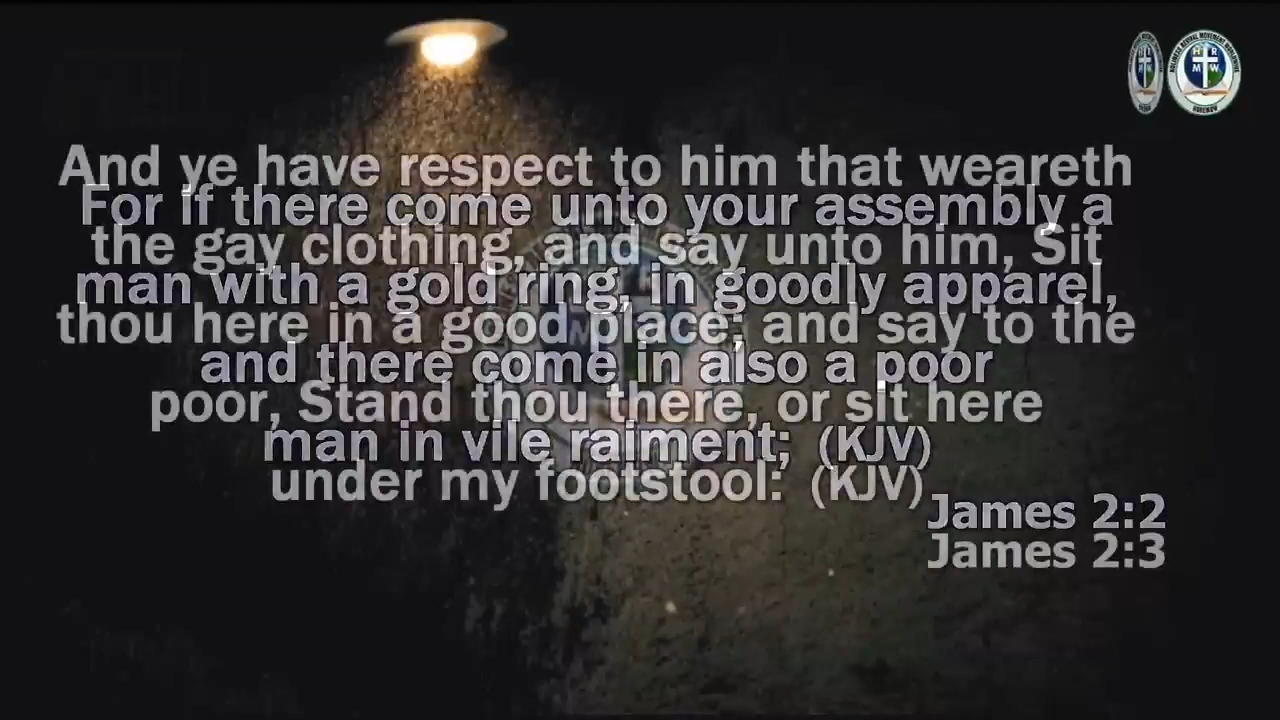 And ye have respect to him that weareth
For if there come unto your assembly a
the gay clothing, and say unto him, Sit
man with a gold ring, in goodly apparel,
thou here in a good place; and say to the
and there come in also a poor
poor, Stand thou there, or sit here
man in vile raiment; (KJV)
under my footstool: (KJV)
James 2:2
James 2:3